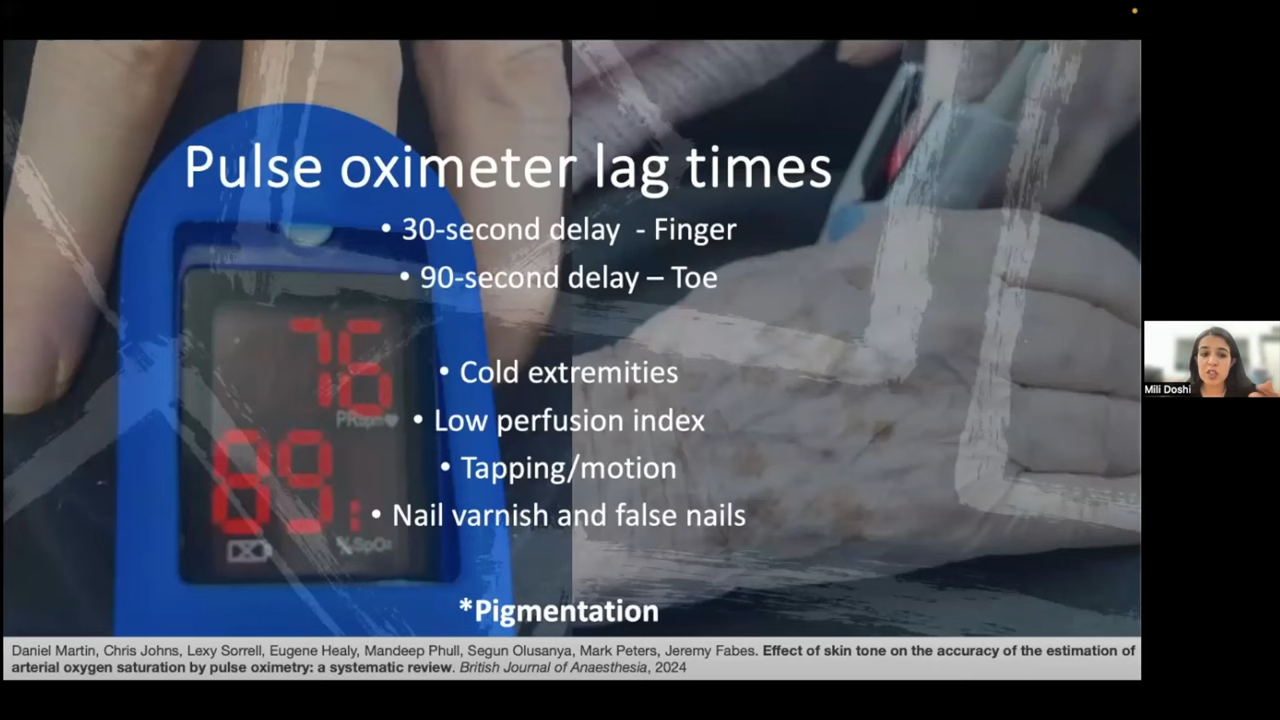 Pulse oximeter lag times
• 30-second delay - Finger
• 90-second delay – Toe
• Cold extremities
• Low perfusion index
• Tapping/motion
• Nail varnish and false nails
*Pigmentation
76
PRbpm
89
%SpO₂
Daniel Martin, Chris Johns, Lexy Sorrell, Eugene Healy, Mandeep Phull, Segun Olusanya, Mark Peters, Jeremy Fabes. Effect of skin tone on the accuracy of the estimation of
arterial oxygen saturation by pulse oximetry: a systematic review. British Journal of Anaesthesia, 2024
Mili Doshi